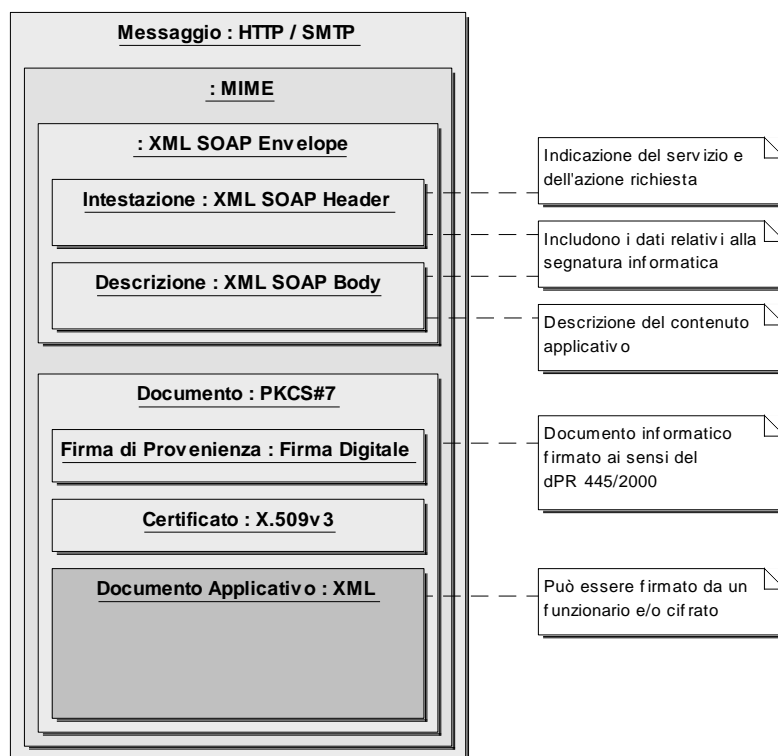 Messaggio : HTTP / SMTP
: MIME
: XML SOAP Envelope
Intestazione : XML SOAP Header
Descrizione : XML SOAP Body
Documento : PKCS#7
Firma di Provenienza : Firma Digitale
Certificato : X.509v3
Documento Applicativo : XML
Indicazione del servizio e
dell'azione richiesta
Includono i dati relativi alla
segnatura informatica
Descrizione del contenuto
applicativo
Documento informatico
firmato ai sensi del
dPR 445/2000
Può essere firmato da un
funzionario e/o cifrato